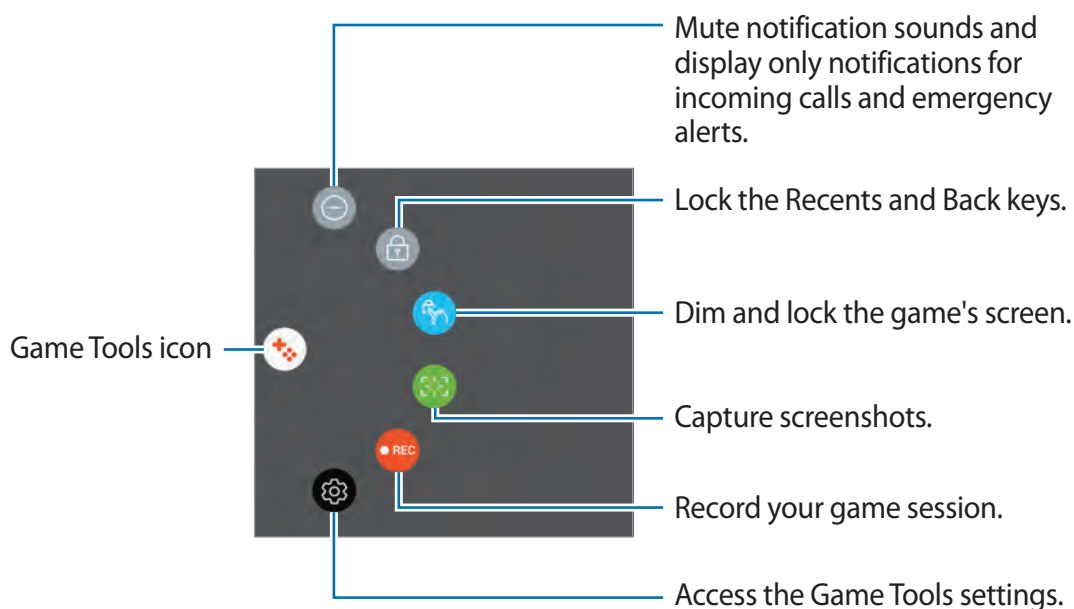 Mute notification sounds and
display only notifications for
incoming calls and emergency
alerts.
Lock the Recents and Back keys.
Dim and lock the game's screen.
Game Tools icon
Capture screenshots.
REC
Record your game session.
Access the Game Tools settings.